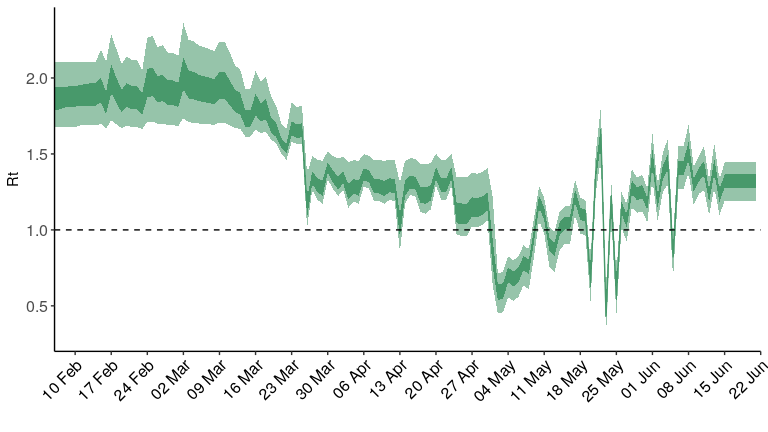 Rt
2.0
1.5
1.0
0.5
10 Feb
17 Feb
24 Feb
02 Mar
09 Mar
16 Mar
23 Mar
30 Mar
06 Apr
13 Apr
20 Apr
27 Apr
04 May
11 May
18 May
25 May
01 Jun
08 Jun
15 Jun
22 Jun